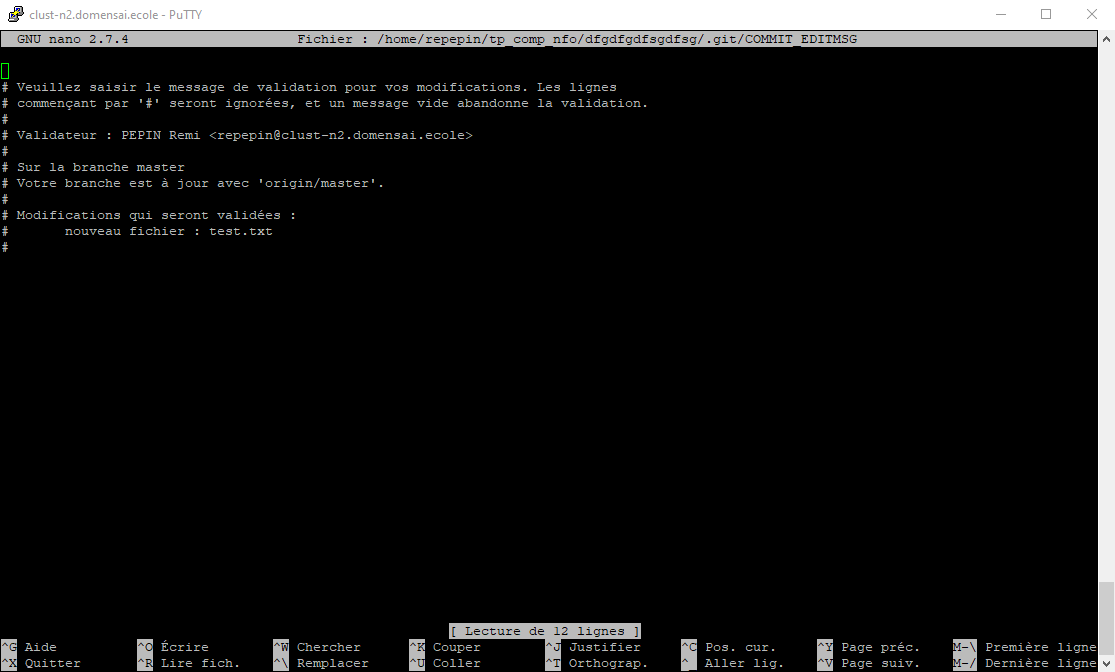 clust-n2.domensai.ecole - PuTTY
GNU nano 2.7.4 Fichier : /home/repepin/tp_comp_nfo/dfgdfgdfsgdfsg/.git/COMMIT_EDITMSG
# Veuillez saisir le message de validation pour vos modifications. Les lignes
# commençant par '#' seront ignorées, et un message vide abandonne la validation.
#
# Validateur : PEPIN Remi <repepin@clust-n2.domensai.ecole>
#
# Sur la branche master
# Votre branche est à jour avec 'origin/master'.
#
# Modifications qui seront validées :
# nouveau fichier : test.txt
#
[ Lecture de 12 lignes ]
^G Aide ^O Écrire ^W Chercher ^K Couper ^J Justifier ^C Pos. cur. ^Y Page préc. M-\ Première ligne
^X Quitter ^R Lire fich. ^\ Remplacer ^U Coller ^T Orthograp. ^_ Aller lig. ^V Page suiv. M-/ Dernière ligne